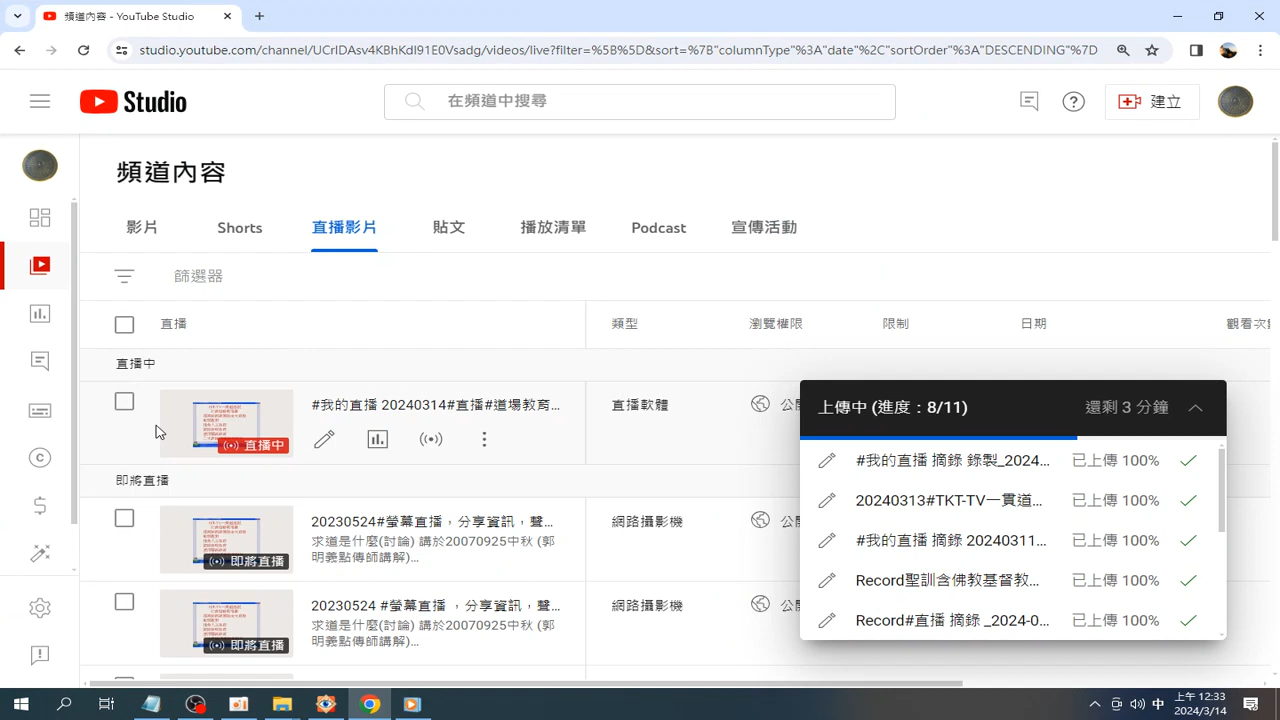 頻道內容 - YouTube Studio
studio.youtube.com/channel/UCrIDAsv4KBhKdI91E0Vsadg/videos/live?filter=%5B%5D&sort=%7B"columnType"%3A"date"%2C"sortOrder"%3A"DESCENDING"%7D
Studio
在頻道中搜尋
建立
頻道內容
影片 Shorts 直播影片 貼文 播放清單 Podcast 宣傳活動
篩選器
直播 類型 瀏覽權限 限制 日期 觀看次
直播中
#我的直播 20240314#直播#道場教育... 直播軟體 公
直播中
即將直播
20230524#螢幕直播，分享資訊，聲... 網路攝影機 公
求道是什麼(討論) 講於20070925中秋 (郭
明義點傳師講解)...
即將直播
20230524 #螢幕直播 ，分享資訊，聲... 網路攝影機 公
求道是什麼(討論) 講於20070925中秋 (郭
明義點傳師講解)...
即將直播
上傳中 (進度：8/11) 還剩 3 分鐘
#我的直播 摘錄 錄製_2024... 已上傳 100%
20240313#TKT-TV一貫道... 已上傳 100%
#我的直播 摘錄 20240311... 已上傳 100%
Record聖訓含佛教基督教... 已上傳 100%
Record#直播 摘錄 _2024-0... 已上傳 100%
中
上午 12:33
2024/3/14